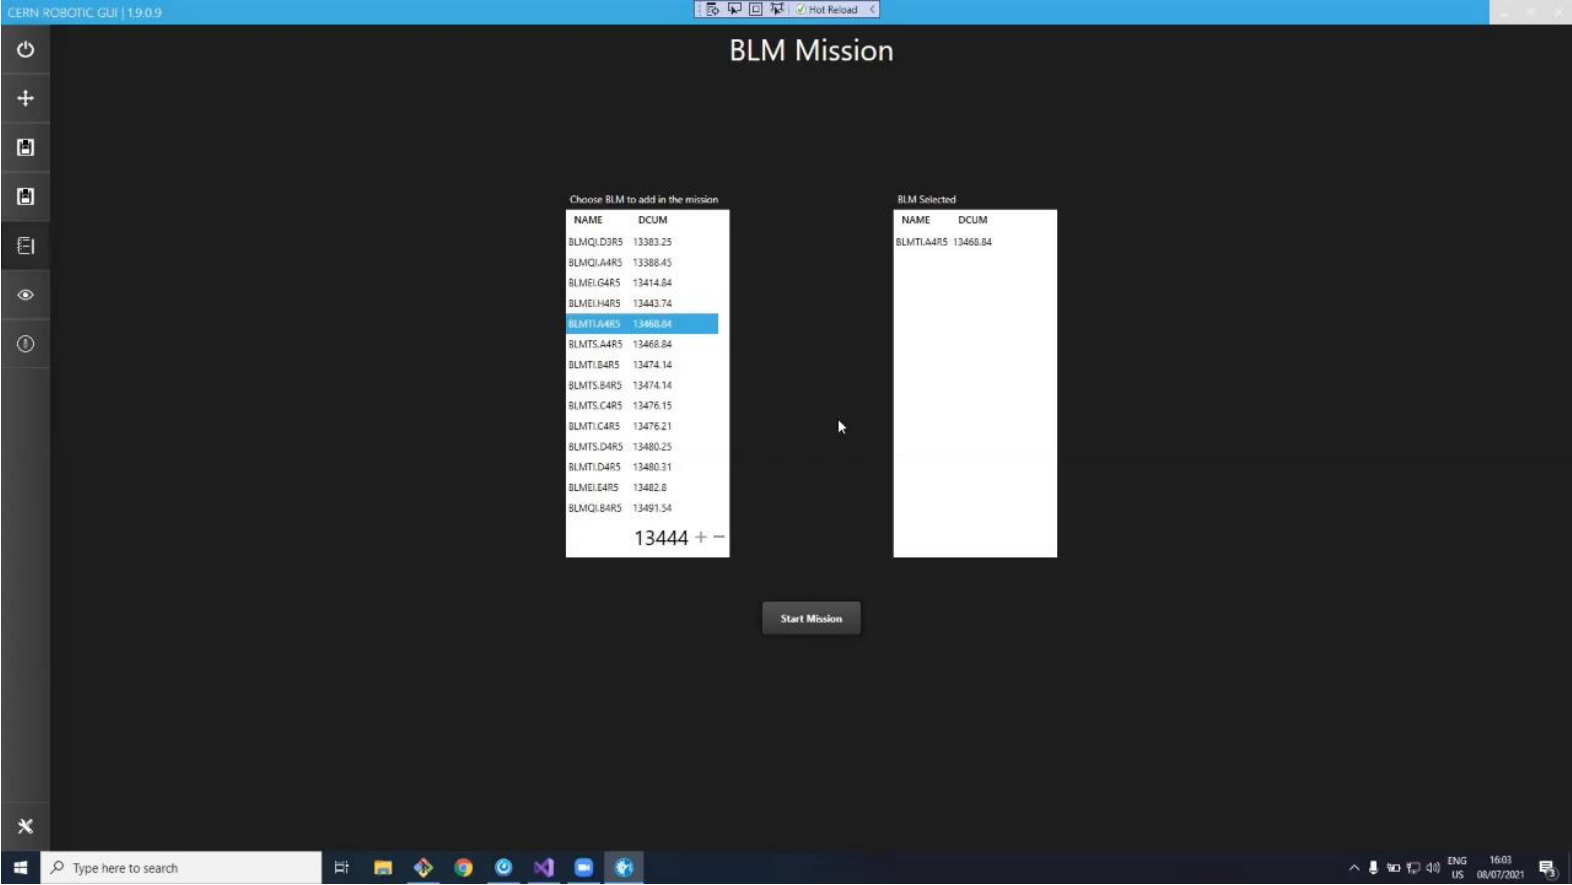 CERN ROBOTIC GUI | 1.9.0.9
Hot Reload
BLM Mission
Choose BLM to add in the mission
NAME DCUM
BLMQI.D3R5 13383.25
BLMQI.A4R5 13388.45
BLMEI.G4R5 13414.84
BLMEI.H4R5 13443.74
BLMTI.A4R5 13468.84
BLMTS.A4R5 13468.84
BLMTI.B4R5 13474.14
BLMTS.B4R5 13474.14
BLMTS.C4R5 13476.15
BLMTI.C4R5 13476.21
BLMTS.D4R5 13480.25
BLMTI.D4R5 13480.31
BLMEI.E4R5 13482.8
BLMQI.B4R5 13491.54
13444 + −
BLM Selected
NAME DCUM
BLMTI.A4R5 13468.84
Start Mission
Type here to search
ENG
US
16:03
08/07/2021
3